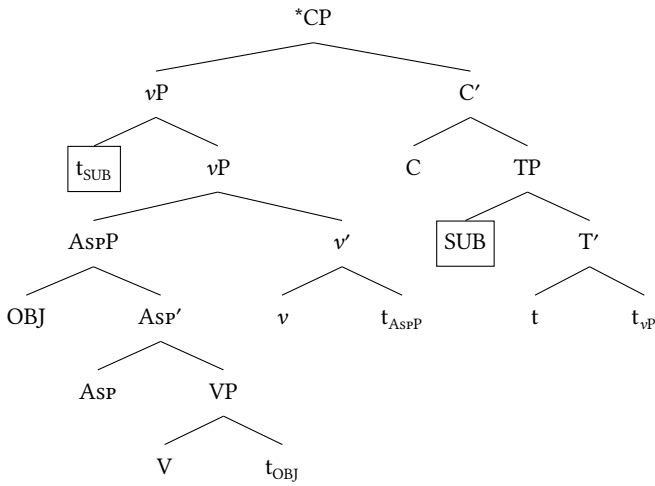 *CP
vP C′
t_SUB vP C TP
AspP v′ SUB T′
OBJ Asp′ v t_AspP t t_vP
Asp VP
V t_OBJ